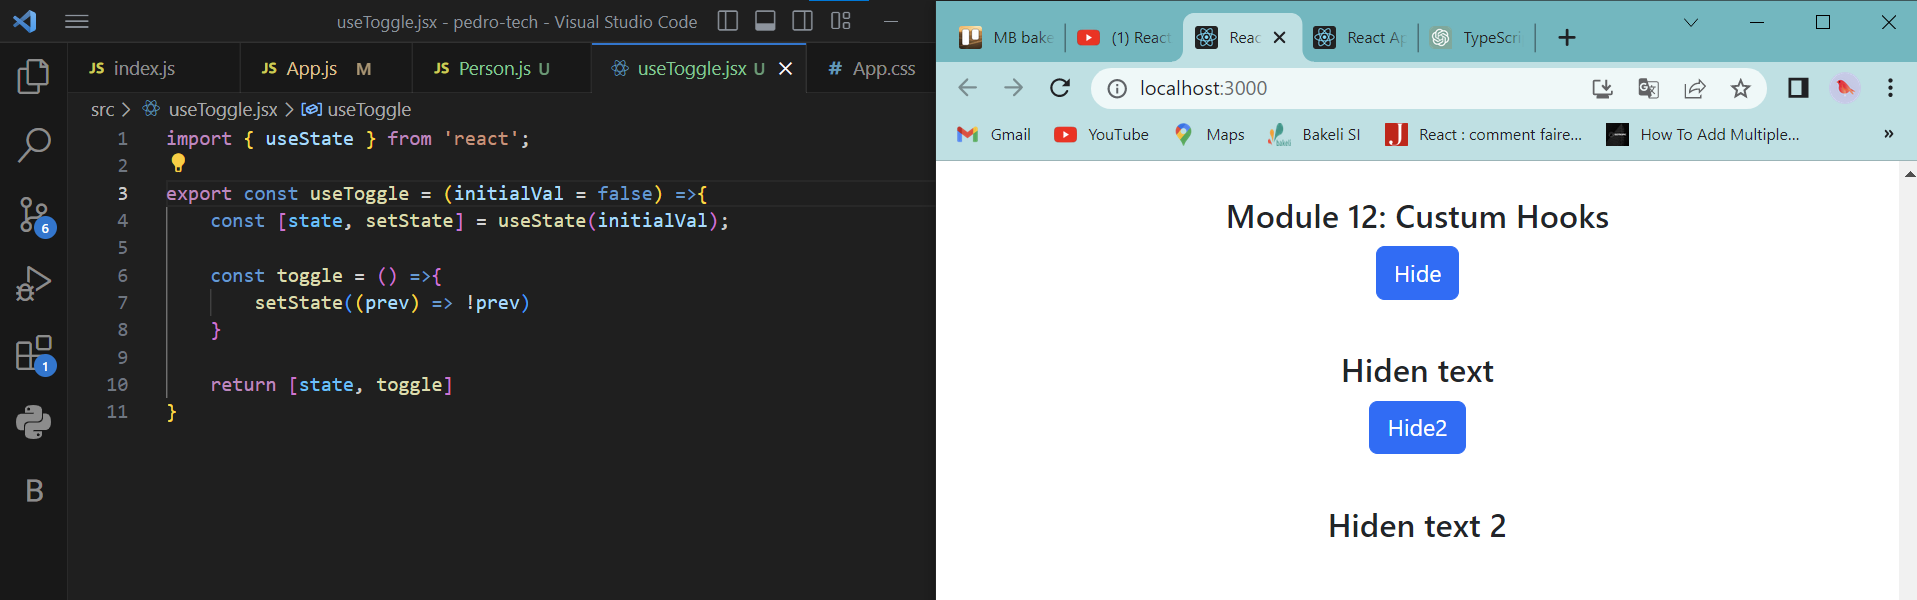 useToggle.jsx - pedro-tech - Visual Studio Code
JS index.js
JS App.js M
JS Person.js U
useToggle.jsx U
# App.css
src > useToggle.jsx > useToggle
1 import { useState } from 'react';
2
3 export const useToggle = (initialVal = false) =>{
4 const [state, setState] = useState(initialVal);
5
6 const toggle = () =>{
7 setState((prev) => !prev)
8 }
9
10 return [state, toggle]
11 }
6
1
B
MB bake
(1) React
Reac
React Ap
TypeScri
localhost:3000
Gmail
YouTube
Maps
bakeli
Bakeli SI
React : comment faire...
How To Add Multiple...
»
Module 12: Custum Hooks
Hide
Hiden text
Hide2
Hiden text 2